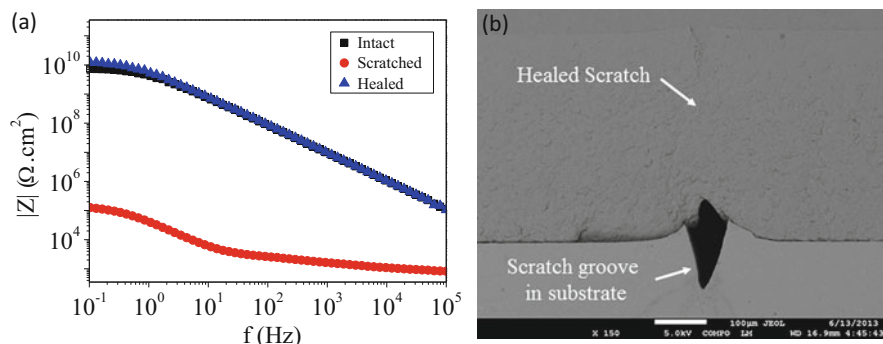 (a)
Intact
Scratched
Healed
10^10
10^8
10^6
10^4
|Z| (Ω.cm^2)
10^-1 10^0 10^1 10^2 10^3 10^4 10^5
f (Hz)
(b)
Healed Scratch
Scratch groove
in substrate
100μm JEOL 6/13/2013
X 150 5.0kV COMPO LM WD 16.9mm 4:45:43